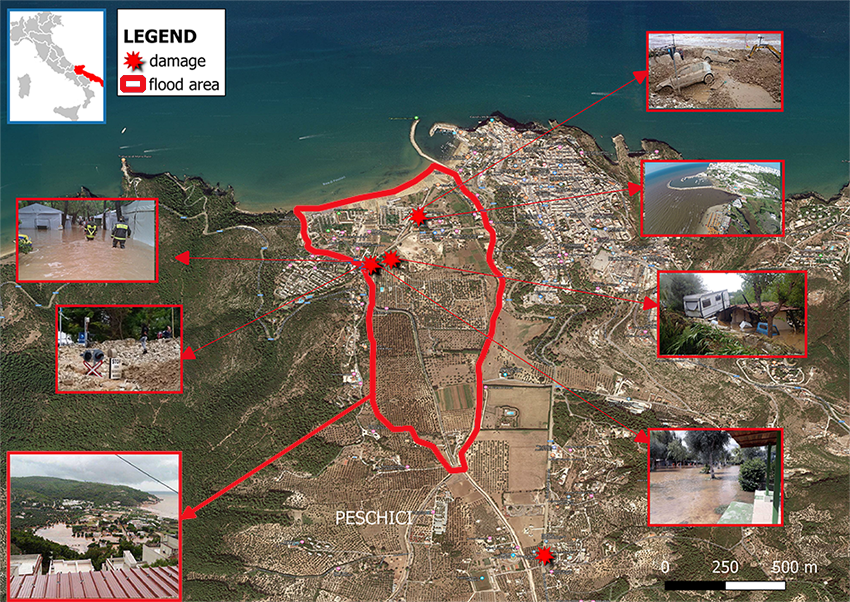 LEGEND
damage
flood area
PESCHICI
0 250 500 m